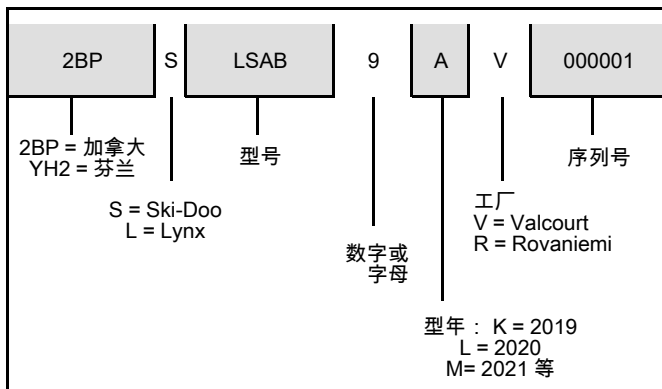 2BP S LSAB 9 A V 000001
2BP = 加拿大
YH2 = 芬兰
型号
序列号
S = Ski-Doo
L = Lynx
工厂
V = Valcourt
R = Rovaniemi
数字或
字母
型年 : K = 2019
L = 2020
M= 2021 等